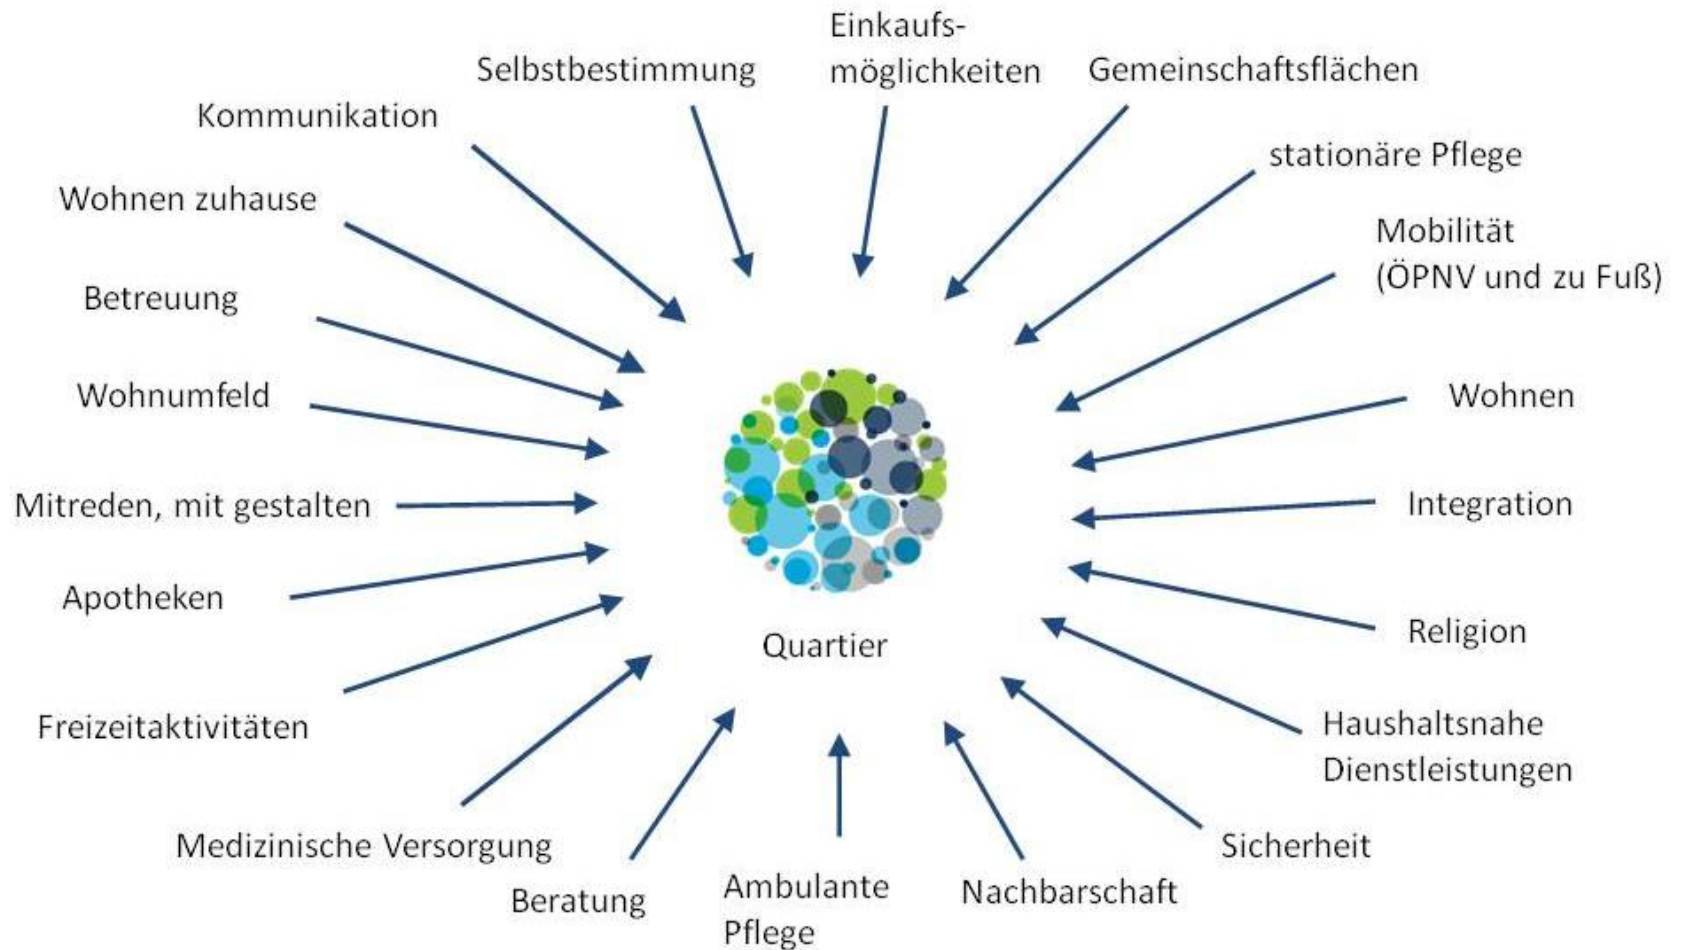 Einkaufs-
möglichkeiten
Selbstbestimmung
Gemeinschaftsflächen
Kommunikation
stationäre Pflege
Wohnen zuhause
Mobilität
(ÖPNV und zu Fuß)
Betreuung
Wohnumfeld
Wohnen
Mitreden, mit gestalten
Integration
Apotheken
Religion
Quartier
Freizeitaktivitäten
Haushaltsnahe
Dienstleistungen
Medizinische Versorgung
Sicherheit
Beratung
Ambulante
Pflege
Nachbarschaft